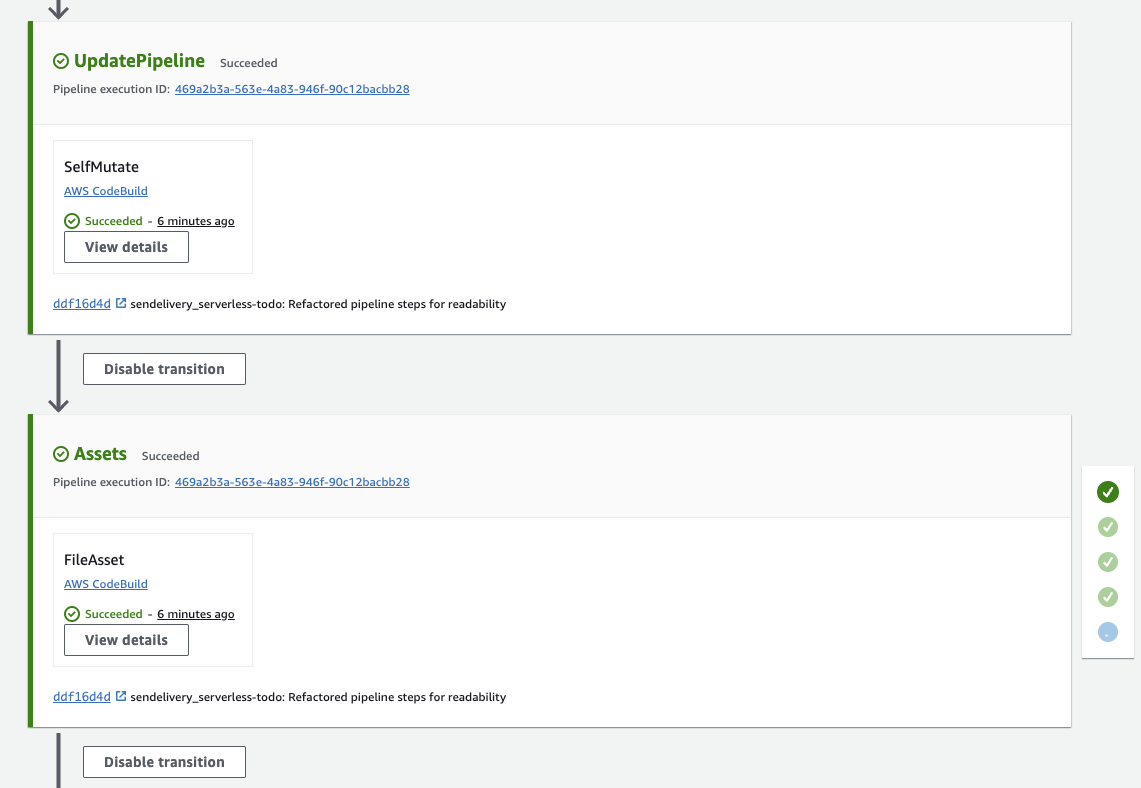 UpdatePipeline Succeeded
Pipeline execution ID: 469a2b3a-563e-4a83-946f-90c12bacbb28
SelfMutate
AWS CodeBuild
Succeeded - 6 minutes ago
View details
ddf16d4d sendelivery_serverless-todo: Refactored pipeline steps for readability
Disable transition
Assets Succeeded
Pipeline execution ID: 469a2b3a-563e-4a83-946f-90c12bacbb28
FileAsset
AWS CodeBuild
Succeeded - 6 minutes ago
View details
ddf16d4d sendelivery_serverless-todo: Refactored pipeline steps for readability
Disable transition